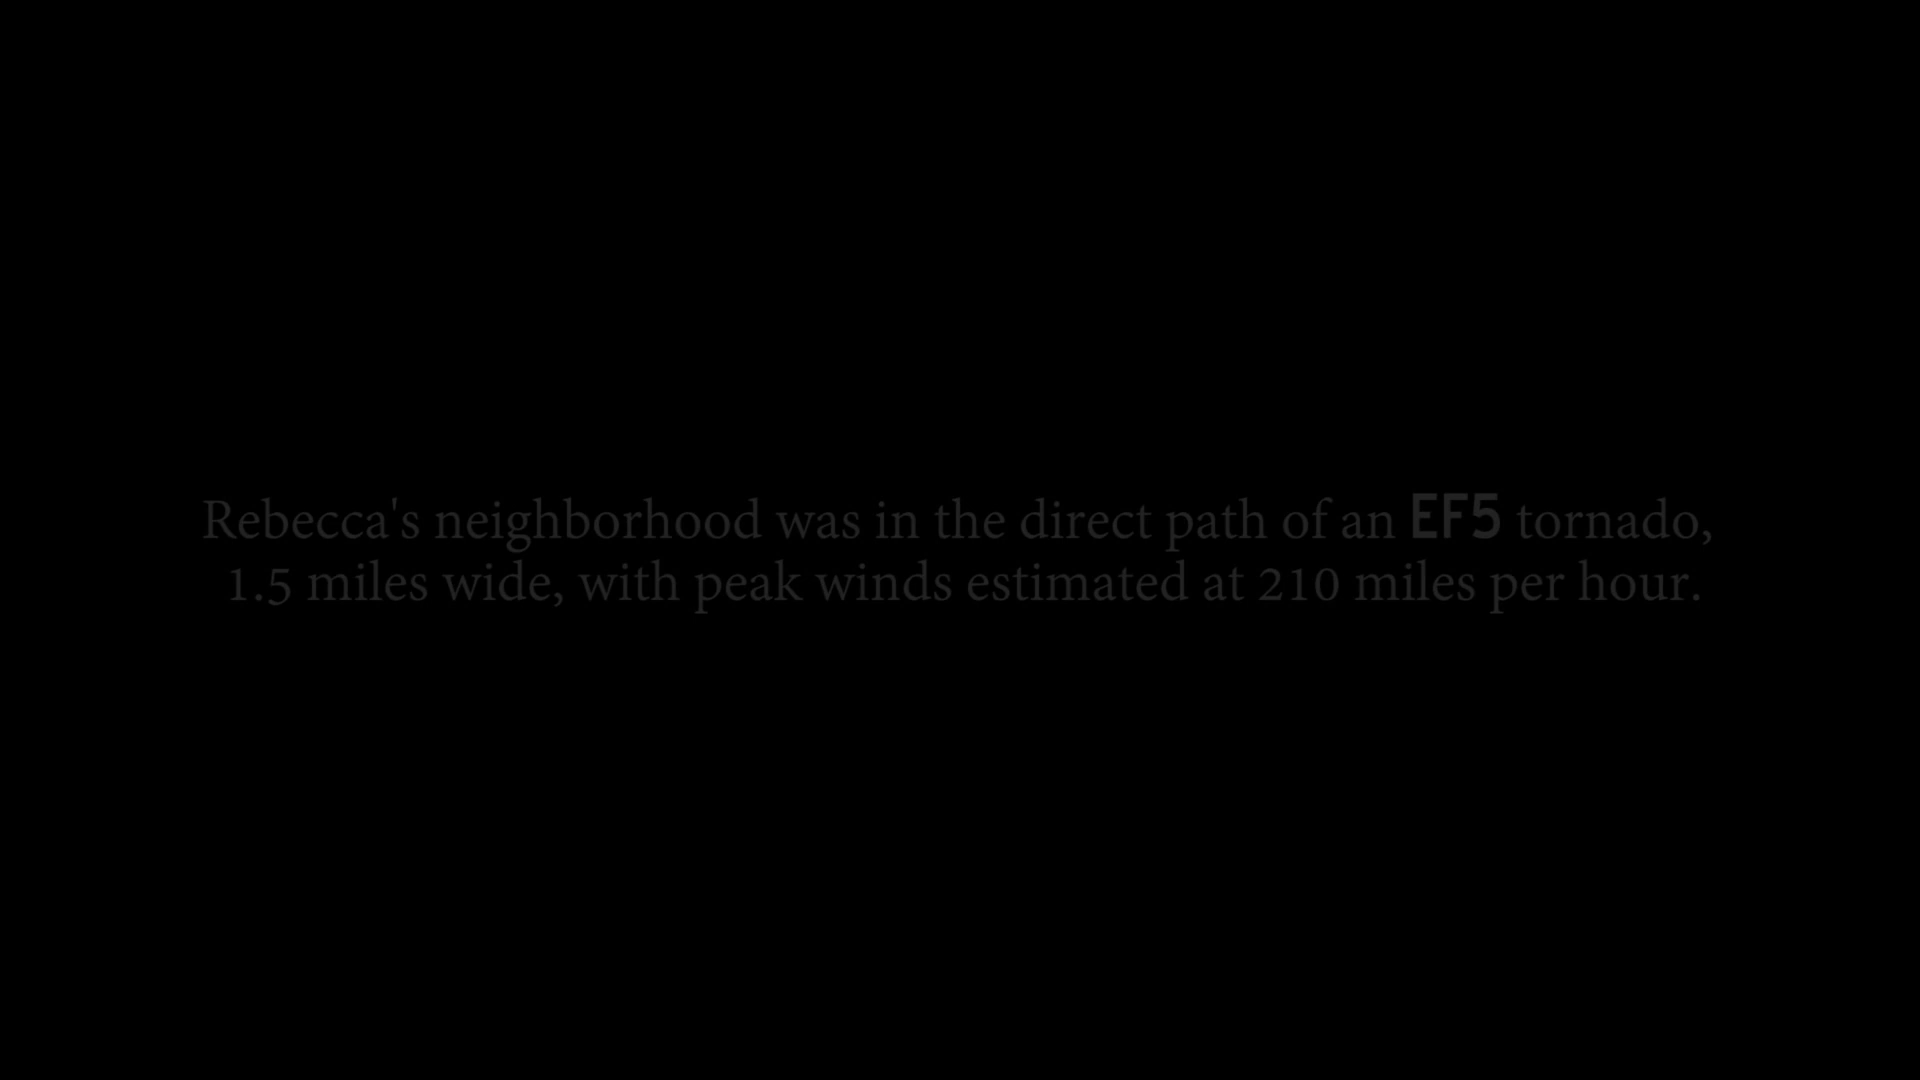 Rebecca's neighborhood was in the direct path of an EF5 tornado,
1.5 miles wide, with peak winds estimated at 210 miles per hour.